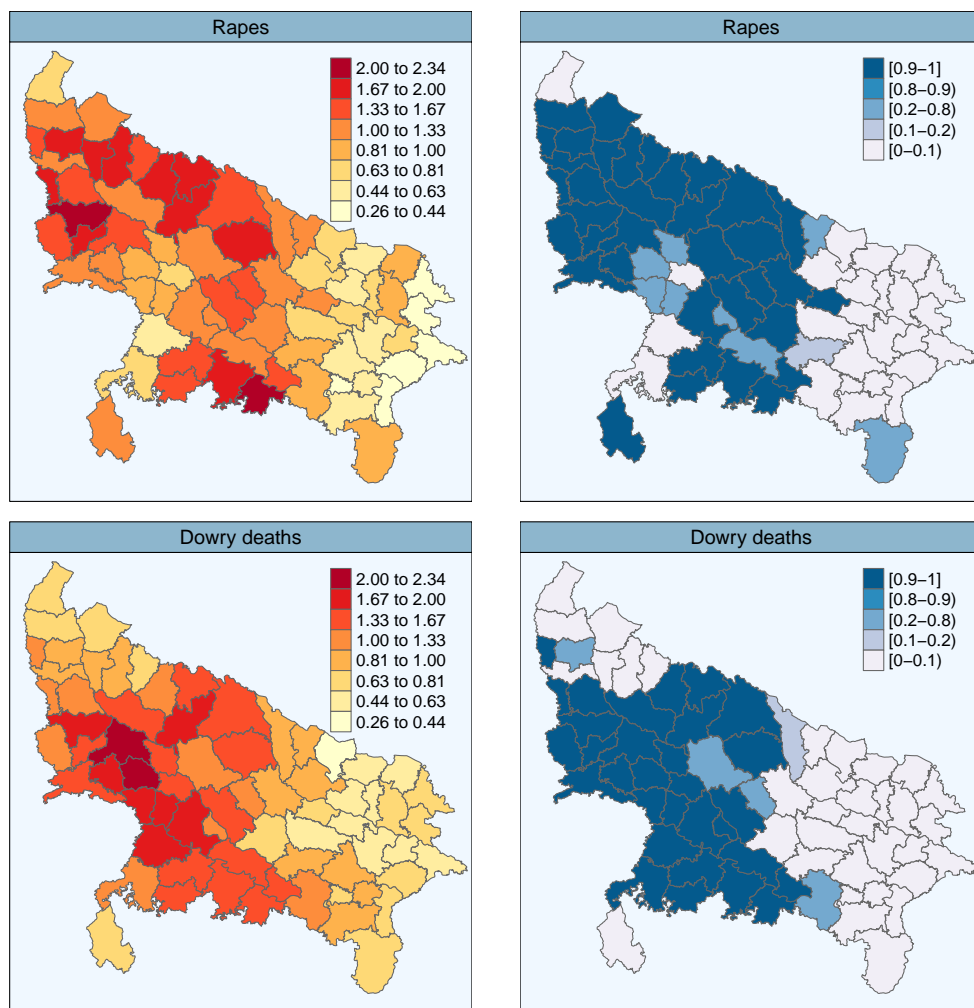 Rapes
2.00 to 2.34
1.67 to 2.00
1.33 to 1.67
1.00 to 1.33
0.81 to 1.00
0.63 to 0.81
0.44 to 0.63
0.26 to 0.44
Rapes
[0.9−1]
[0.8−0.9)
[0.2−0.8)
[0.1−0.2)
[0−0.1)
Dowry deaths
2.00 to 2.34
1.67 to 2.00
1.33 to 1.67
1.00 to 1.33
0.81 to 1.00
0.63 to 0.81
0.44 to 0.63
0.26 to 0.44
Dowry deaths
[0.9−1]
[0.8−0.9)
[0.2−0.8)
[0.1−0.2)
[0−0.1)